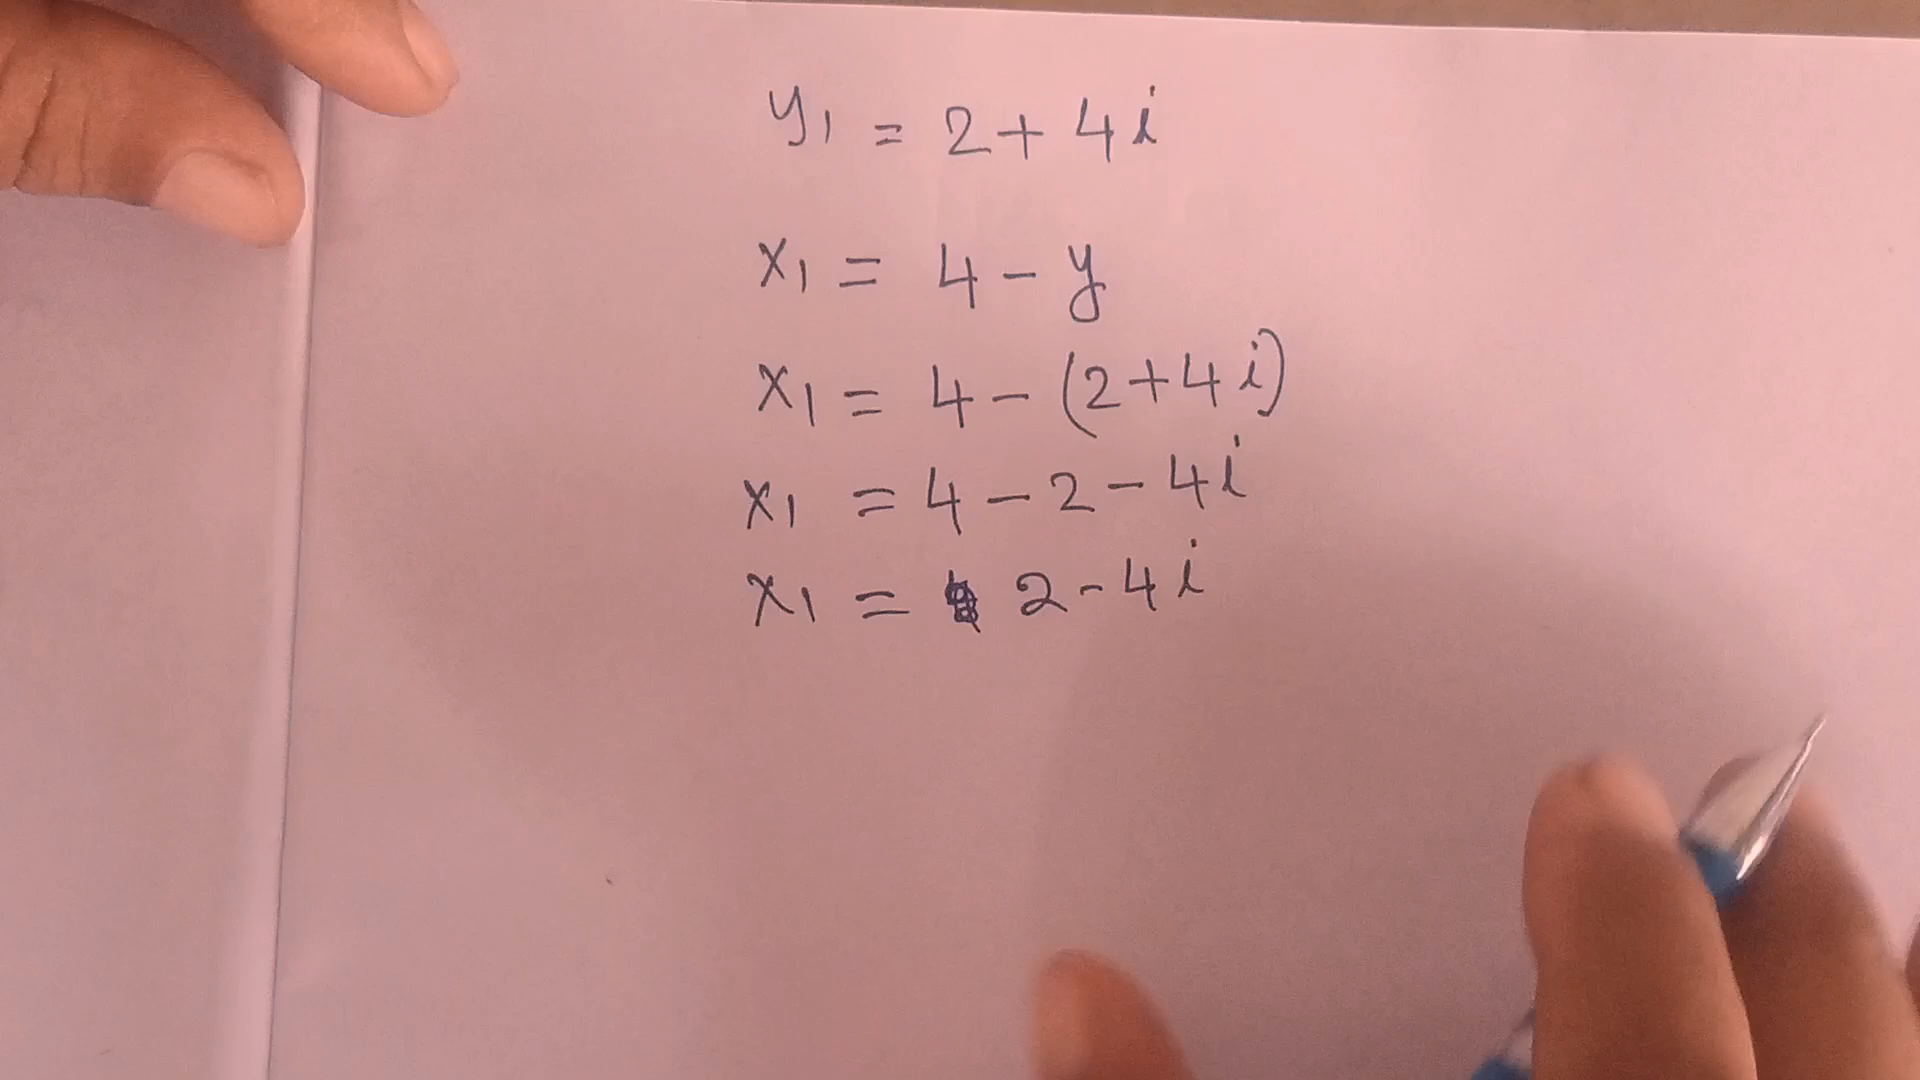 y₁ = 2 + 4i
x₁ = 4 - y
x₁ = 4 - (2+4i)
x₁ = 4 - 2 - 4i
x₁ = 2 - 4i